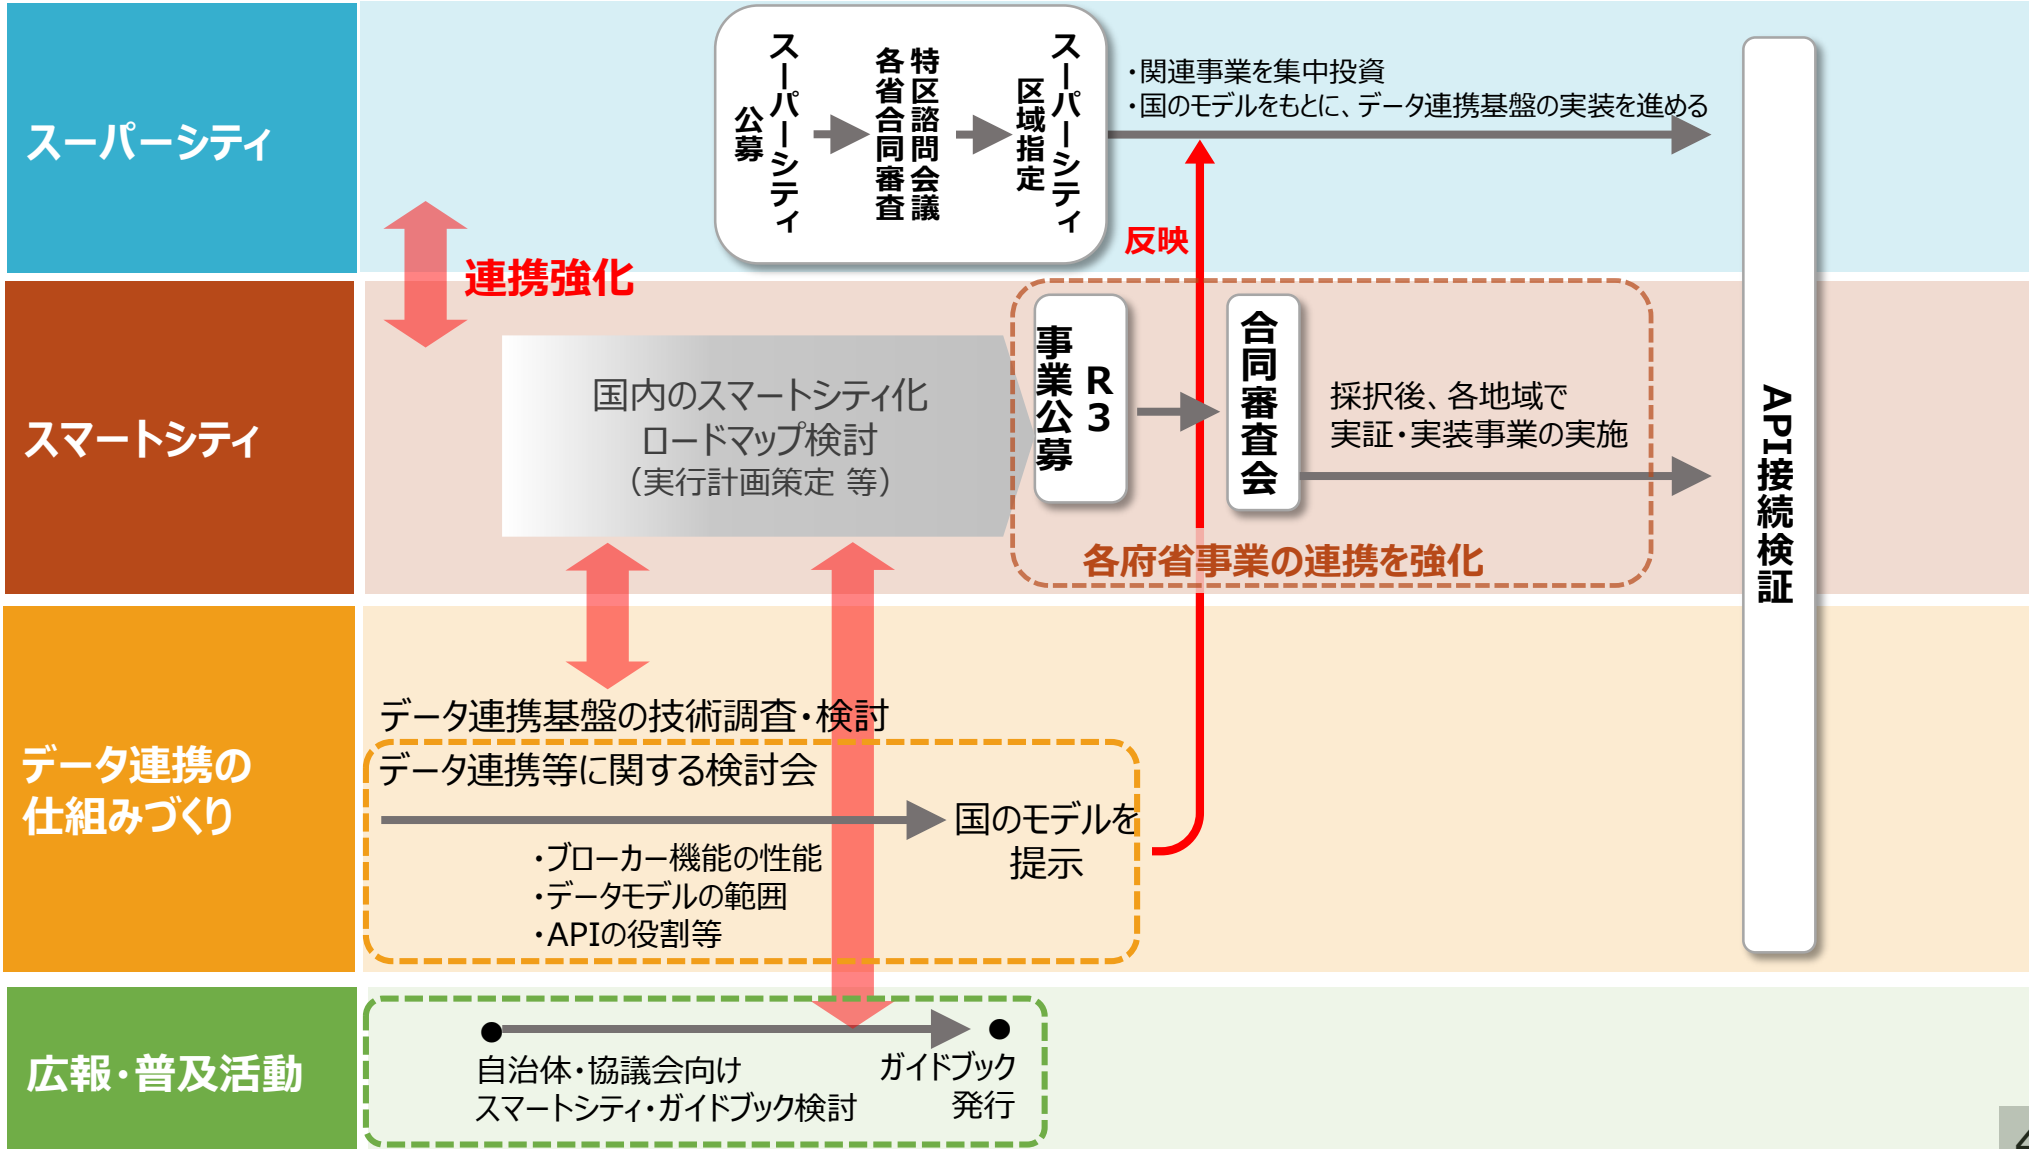 スーパーシティ
スーパーシティ
公募
特区諮問会議
各省合同審査
スーパーシティ
区域指定
・関連事業を集中投資
・国のモデルをもとに、データ連携基盤の実装を進める
反映
連携強化
スマートシティ
国内のスマートシティ化
ロードマップ検討
（実行計画策定 等）
R3
事業公募
合同審査会
採択後、各地域で
実証・実装事業の実施
各府省事業の連携を強化
API接続検証
データ連携の
仕組みづくり
データ連携基盤の技術調査・検討
データ連携等に関する検討会
国のモデルを
提示
・ブローカー機能の性能
・データモデルの範囲
・APIの役割等
広報・普及活動
自治体・協議会向け
スマートシティ・ガイドブック検討
ガイドブック
発行